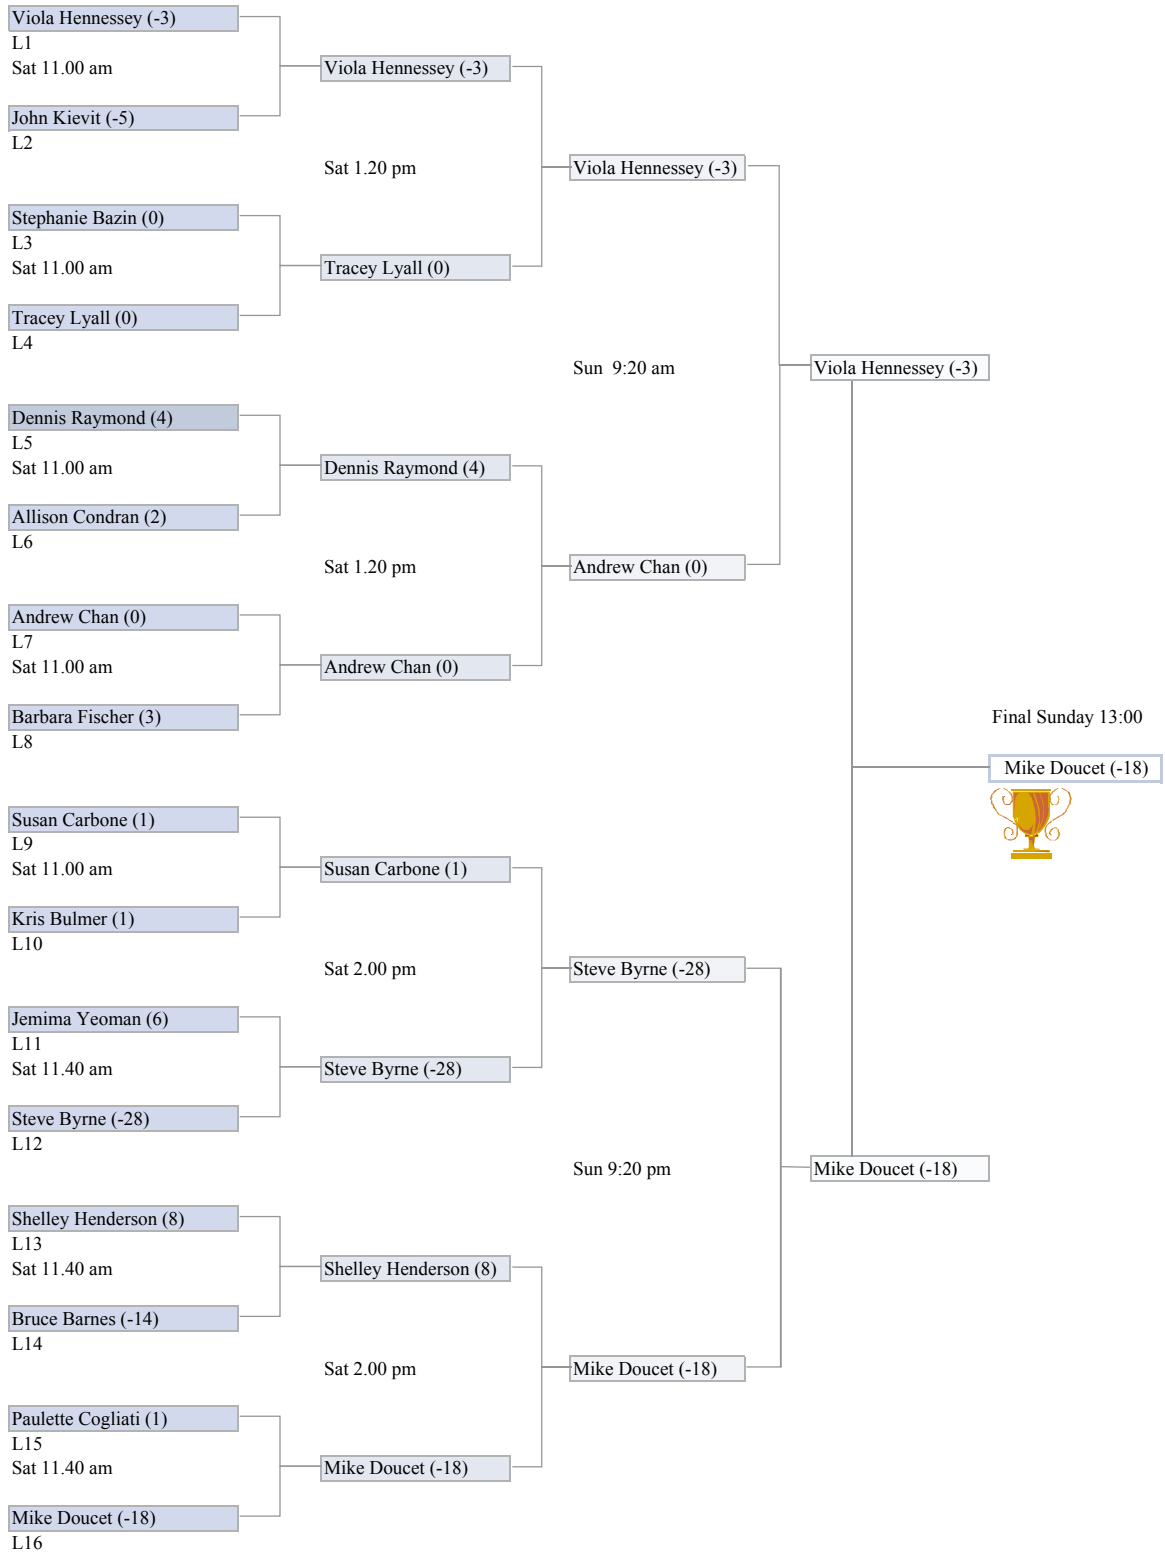 Viola Hennessey (-3)
L1
Sat 11.00 am
Viola Hennessey (-3)
John Kievit (-5)
L2
Sat 1.20 pm
Viola Hennessey (-3)
Stephanie Bazin (0)
L3
Sat 11.00 am
Tracey Lyall (0)
Tracey Lyall (0)
L4
Sun 9:20 am
Viola Hennessey (-3)
Dennis Raymond (4)
L5
Sat 11.00 am
Dennis Raymond (4)
Allison Condran (2)
L6
Sat 1.20 pm
Andrew Chan (0)
Andrew Chan (0)
L7
Sat 11.00 am
Andrew Chan (0)
Barbara Fischer (3)
L8
Final Sunday 13:00
Mike Doucet (-18)
Susan Carbone (1)
L9
Sat 11.00 am
Susan Carbone (1)
Kris Bulmer (1)
L10
Sat 2.00 pm
Steve Byrne (-28)
Jemima Yeoman (6)
L11
Sat 11.40 am
Steve Byrne (-28)
Steve Byrne (-28)
L12
Sun 9:20 pm
Mike Doucet (-18)
Shelley Henderson (8)
L13
Sat 11.40 am
Shelley Henderson (8)
Bruce Barnes (-14)
L14
Sat 2.00 pm
Mike Doucet (-18)
Paulette Cogliati (1)
L15
Sat 11.40 am
Mike Doucet (-18)
Mike Doucet (-18)
L16